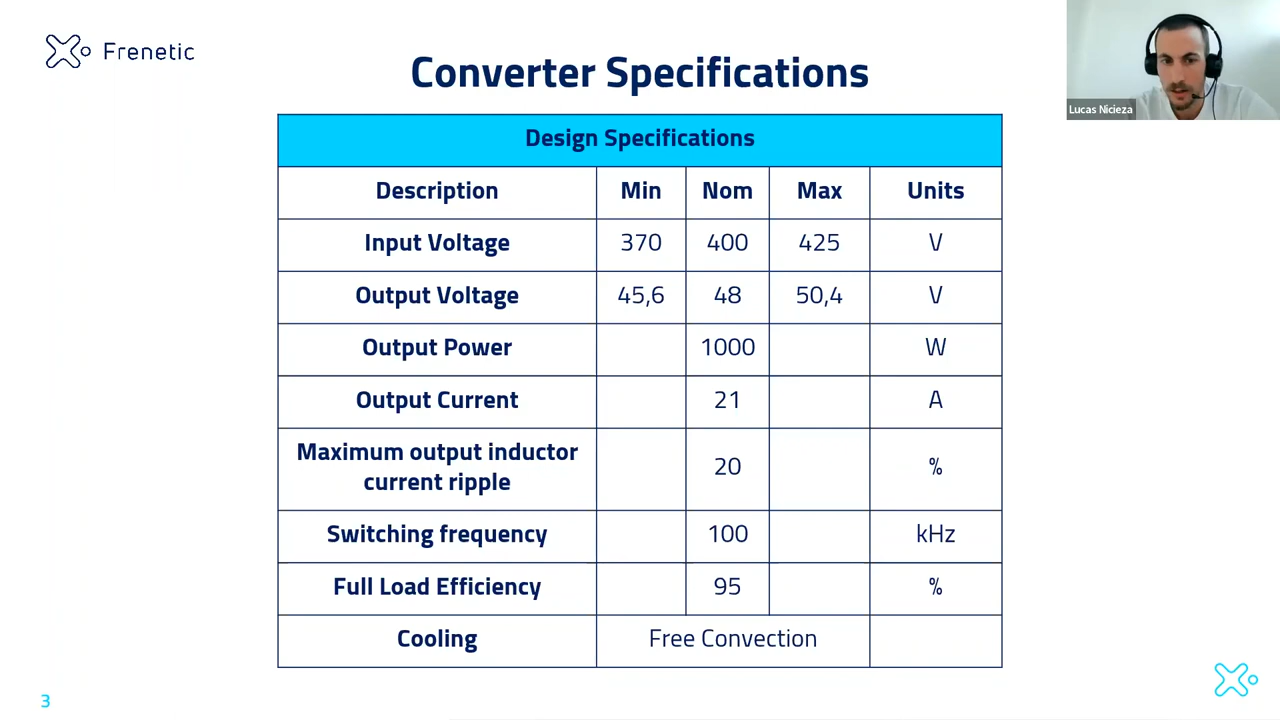 Frenetic
Converter Specifications
Lucas Nicieza
Design Specifications
Description Min Nom Max Units
Input Voltage 370 400 425 V
Output Voltage 45,6 48 50,4 V
Output Power 1000 W
Output Current 21 A
Maximum output inductor
current ripple 20 %
Switching frequency 100 kHz
Full Load Efficiency 95 %
Cooling Free Convection
3